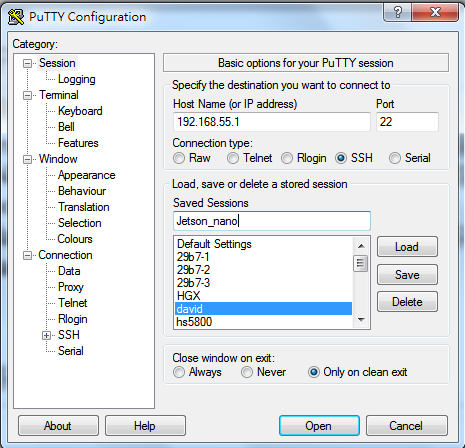 PuTTY Configuration
?
Category:
Session
Logging
Terminal
Keyboard
Bell
Features
Window
Appearance
Behaviour
Translation
Selection
Colours
Connection
Data
Proxy
Telnet
Rlogin
SSH
Serial
Basic options for your PuTTY session
Specify the destination you want to connect to
Host Name (or IP address) Port
192.168.55.1 22
Connection type:
Raw Telnet Rlogin SSH Serial
Load, save or delete a stored session
Saved Sessions
Jetson_nano
Default Settings
29b7-1
29b7-2
29b7-3
HGX
david
hs5800
Load
Save
Delete
Close window on exit:
Always Never Only on clean exit
About Help Open Cancel